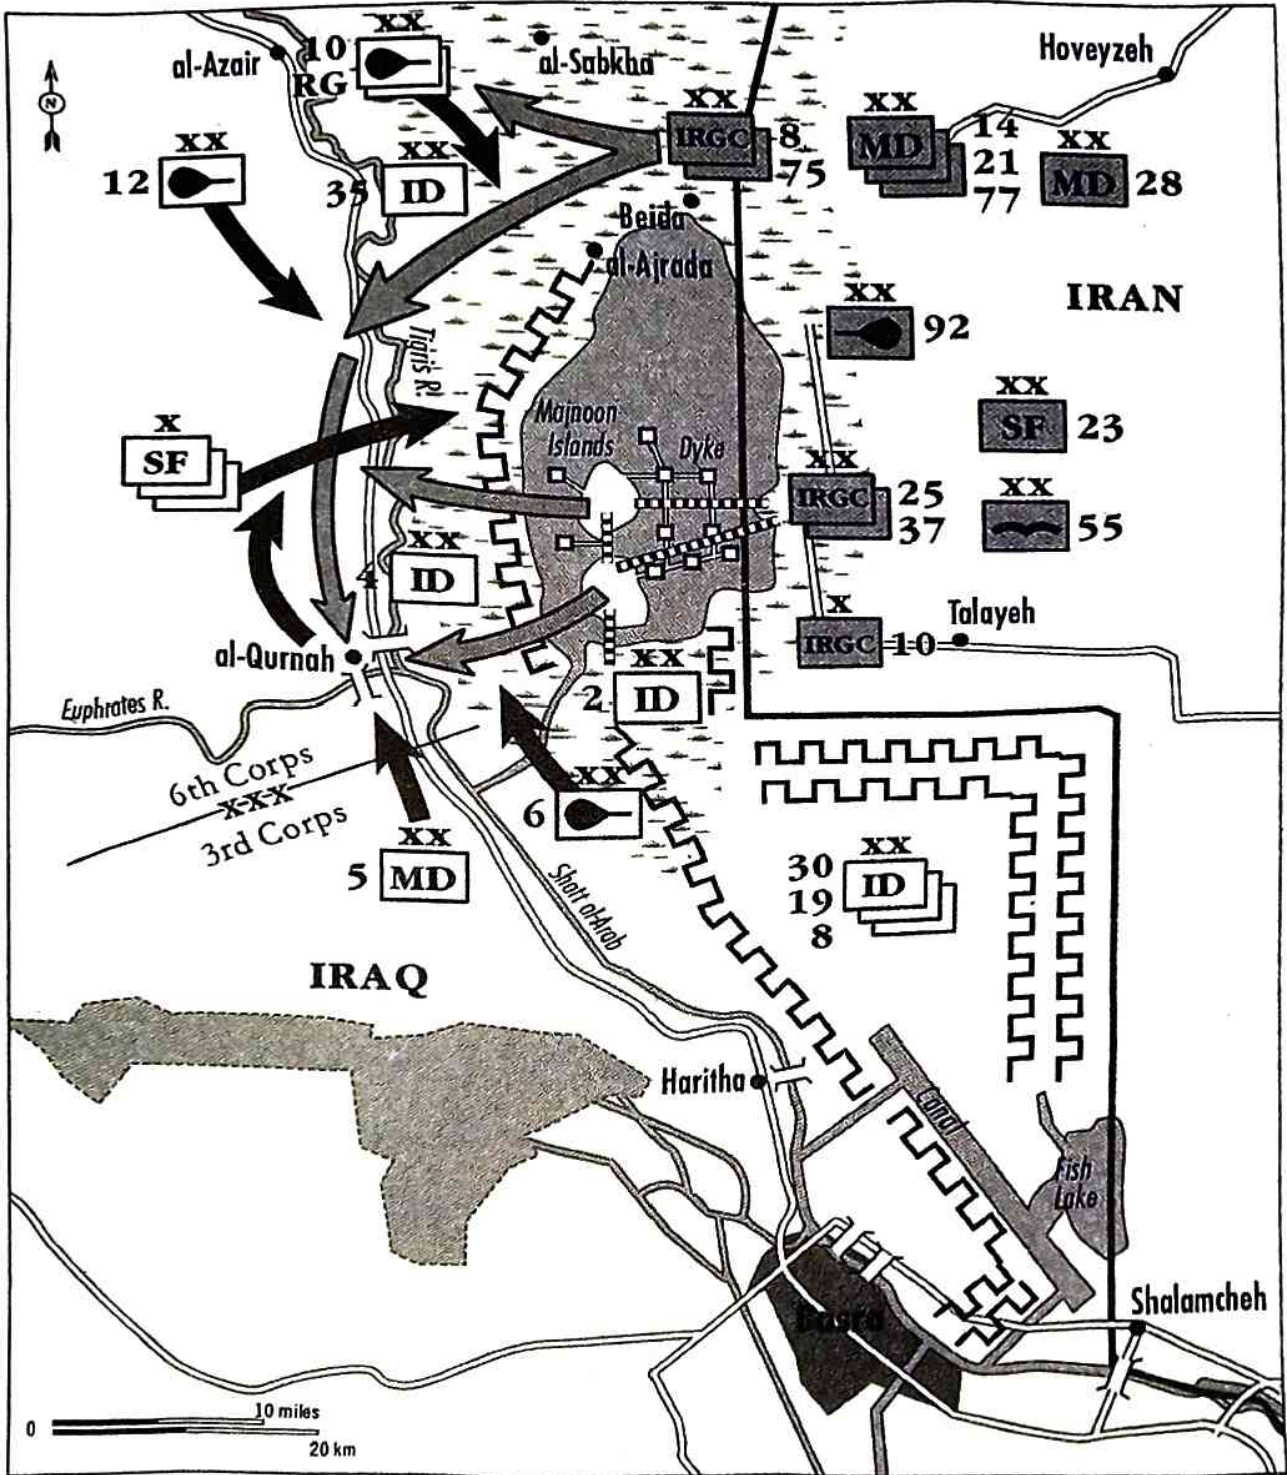 XX
10
RG
al-Azair
al-Sabkha
Hoveyzeh
N
XX
12
XX
35 ID
XX
IRGC 8
75
XX
MD 14
21
77
XX
MD 28
Beida
al-Ajrada
IRAN
XX
92
Tigris R.
XX
SF 23
X
SF
Majnoon
Islands
Dyke
XX
IRGC 25
37
XX
55
XX
4 ID
X
IRGC 10
Talayeh
al-Qurnah
XX
2 ID
Euphrates R.
6th Corps
XXX
3rd Corps
XX
6
XX
5 MD
XX
30 ID
19
8
Shatt al-Arab
IRAQ
Haritha
Canal
Fish
Lake
Basra
Shalamcheh
0
10 miles
20 km